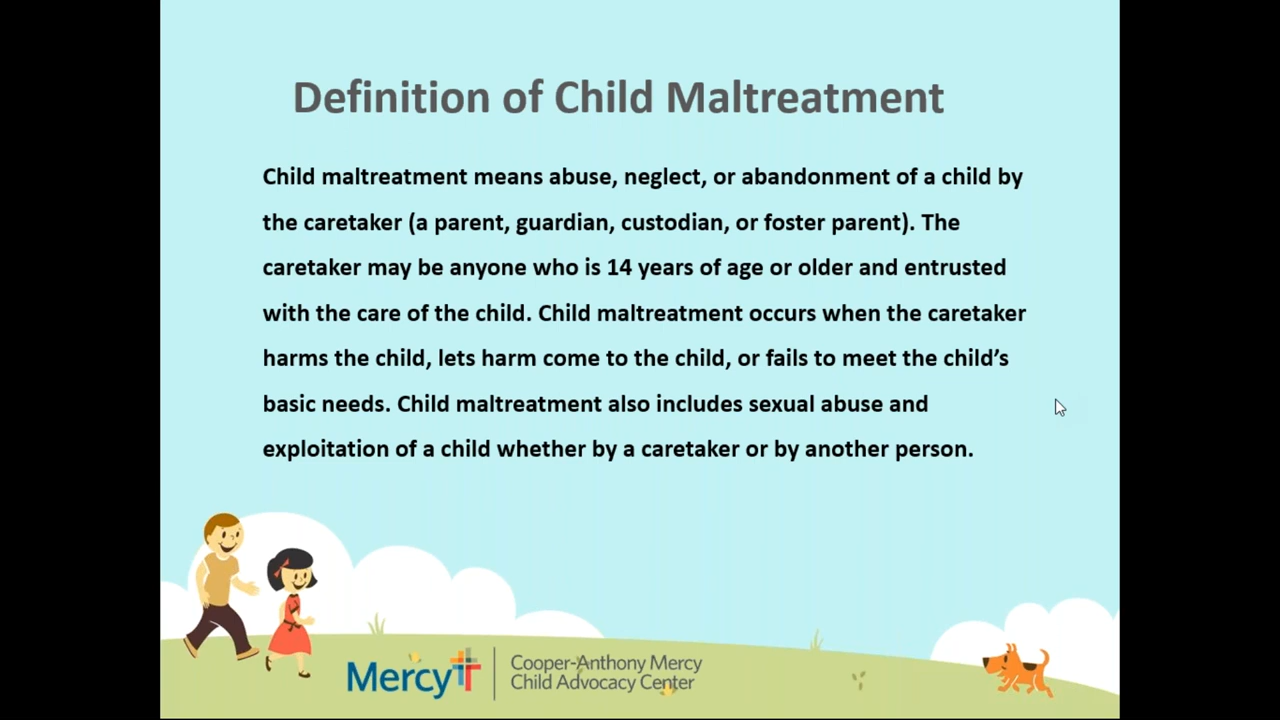 Definition of Child Maltreatment
Child maltreatment means abuse, neglect, or abandonment of a child by
the caretaker (a parent, guardian, custodian, or foster parent). The
caretaker may be anyone who is 14 years of age or older and entrusted
with the care of the child. Child maltreatment occurs when the caretaker
harms the child, lets harm come to the child, or fails to meet the child’s
basic needs. Child maltreatment also includes sexual abuse and
exploitation of a child whether by a caretaker or by another person.
Mercy
Cooper-Anthony Mercy
Child Advocacy Center